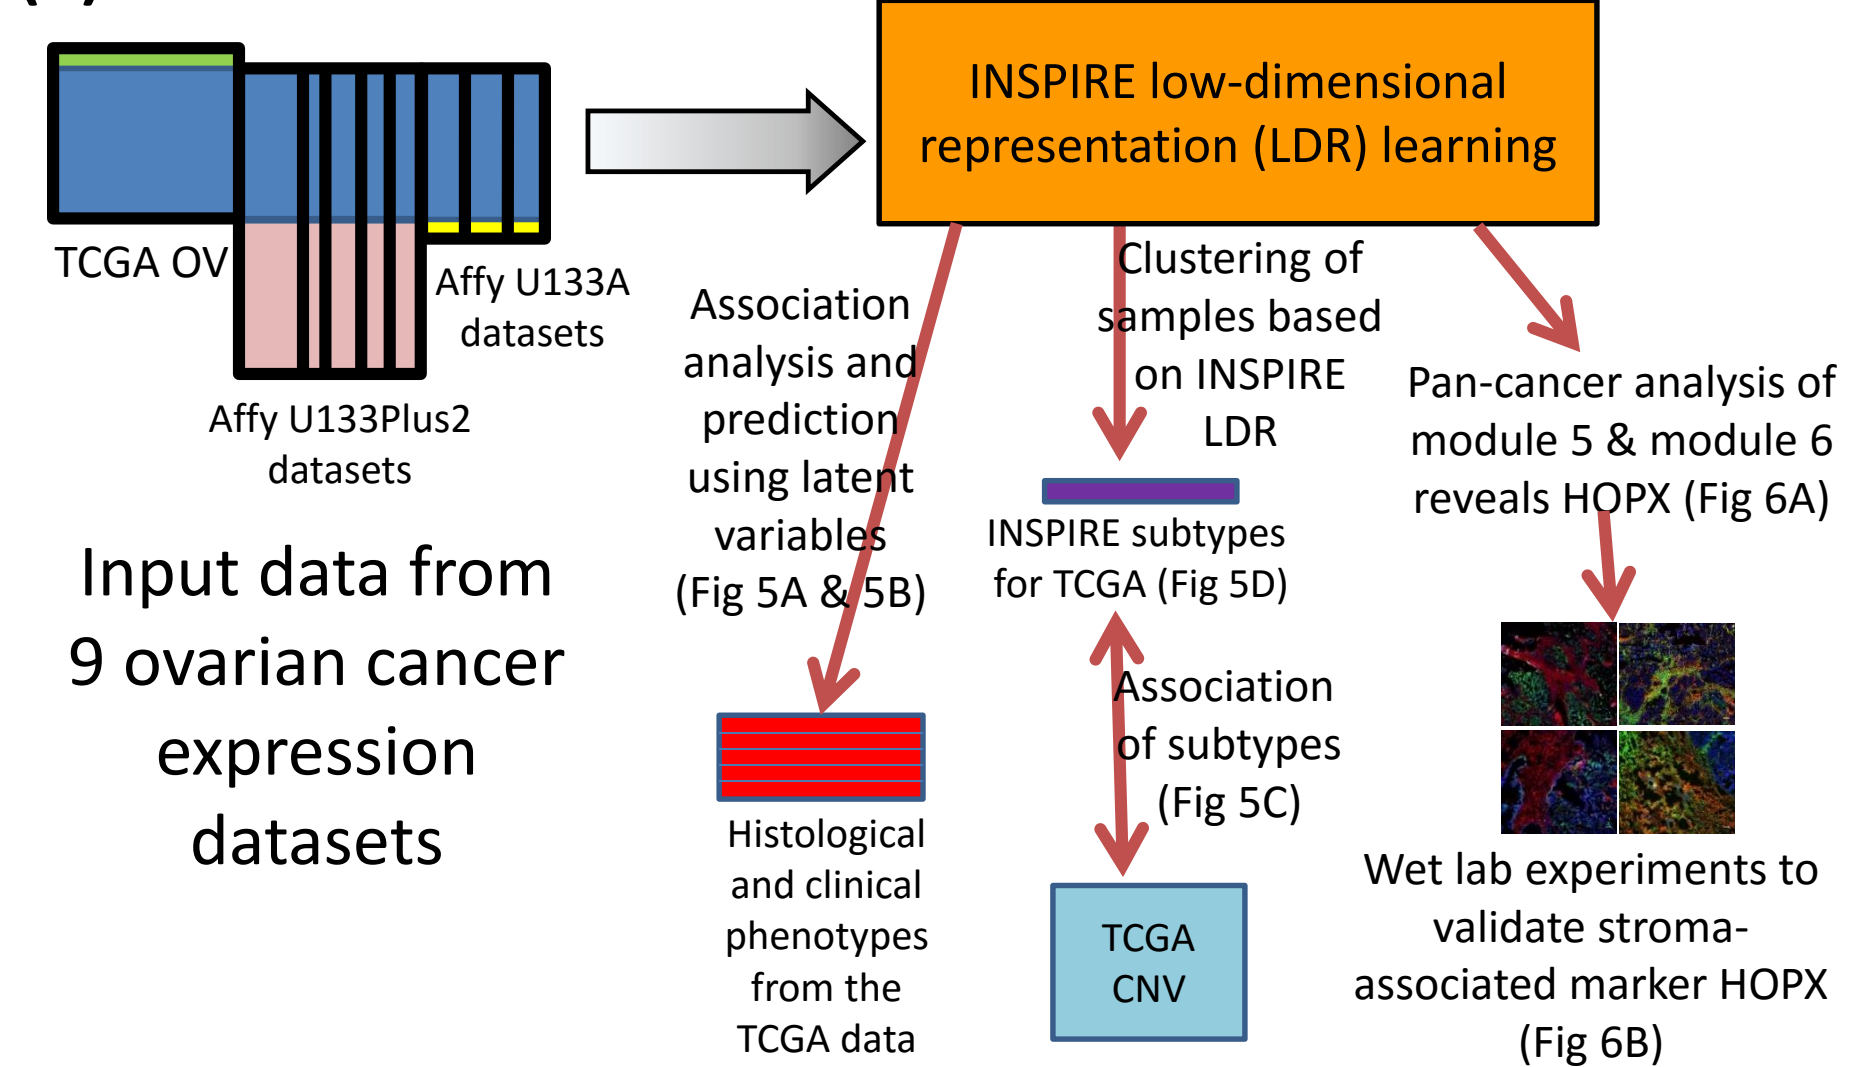 INSPIRE low-dimensional
representation (LDR) learning
TCGA OV
Affy U133A
datasets
Affy U133Plus2
datasets
Input data from
9 ovarian cancer
expression
datasets
Association
analysis and
prediction
using latent
variables
(Fig 5A & 5B)
Histological
and clinical
phenotypes
from the
TCGA data
Clustering of
samples based
on INSPIRE
LDR
INSPIRE subtypes
for TCGA (Fig 5D)
Association
of subtypes
(Fig 5C)
TCGA
CNV
Pan-cancer analysis of
module 5 & module 6
reveals HOPX (Fig 6A)
Wet lab experiments to
validate stroma-
associated marker HOPX
(Fig 6B)